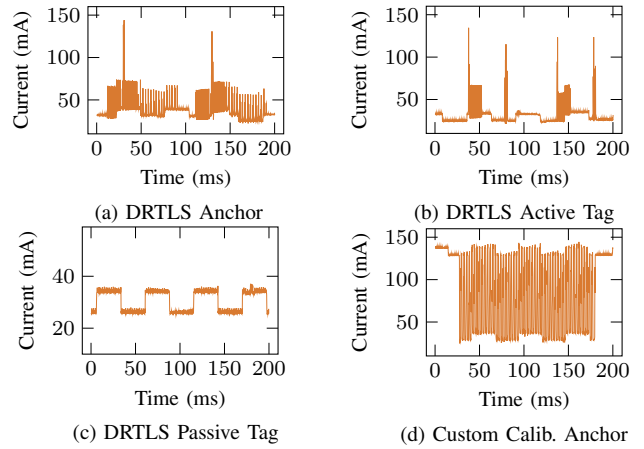 150
100
50
Current (mA)
0 50 100 150 200
Time (ms)
(a) DRTLS Anchor
150
100
50
Current (mA)
0 50 100 150 200
Time (ms)
(b) DRTLS Active Tag
40
20
Current (mA)
0 50 100 150 200
Time (ms)
(c) DRTLS Passive Tag
150
100
50
Current (mA)
0 50 100 150 200
Time (ms)
(d) Custom Calib. Anchor